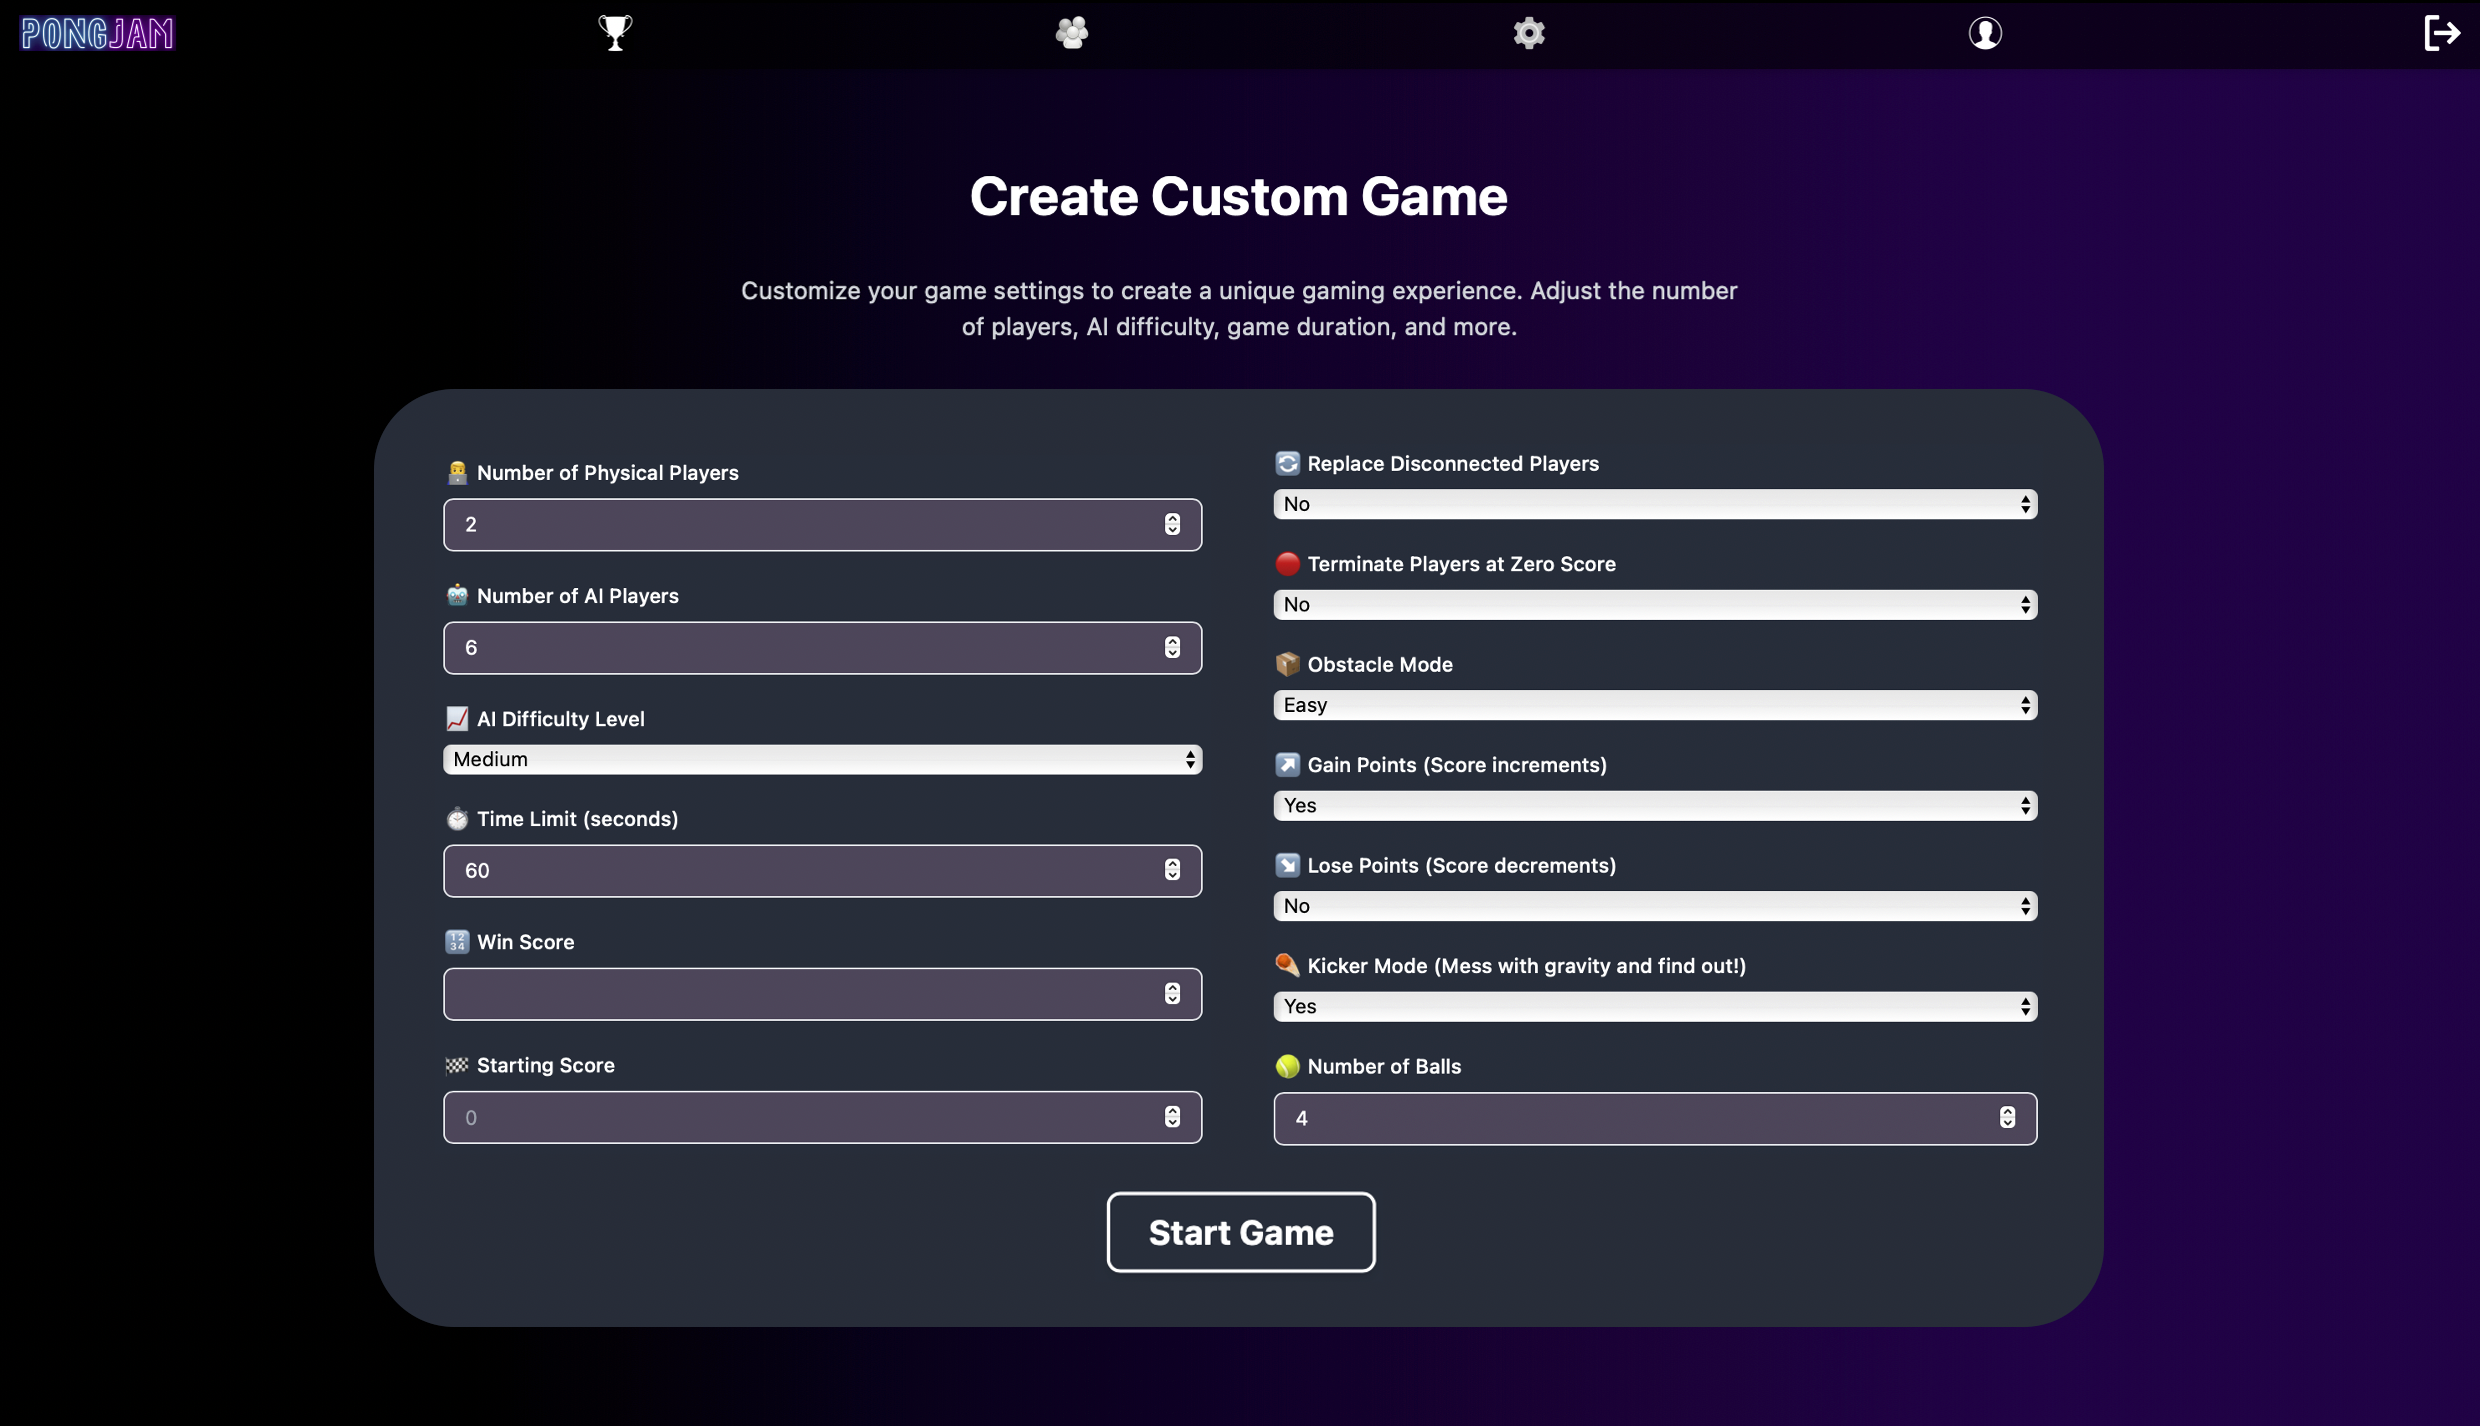 PONGJAM
Create Custom Game
Customize your game settings to create a unique gaming experience. Adjust the number
of players, AI difficulty, game duration, and more.
Number of Physical Players
2
Number of AI Players
6
AI Difficulty Level
Medium
Time Limit (seconds)
60
1234 Win Score
Starting Score
0
Replace Disconnected Players
No
Terminate Players at Zero Score
No
Obstacle Mode
Easy
Gain Points (Score increments)
Yes
Lose Points (Score decrements)
No
Kicker Mode (Mess with gravity and find out!)
Yes
Number of Balls
4
Start Game